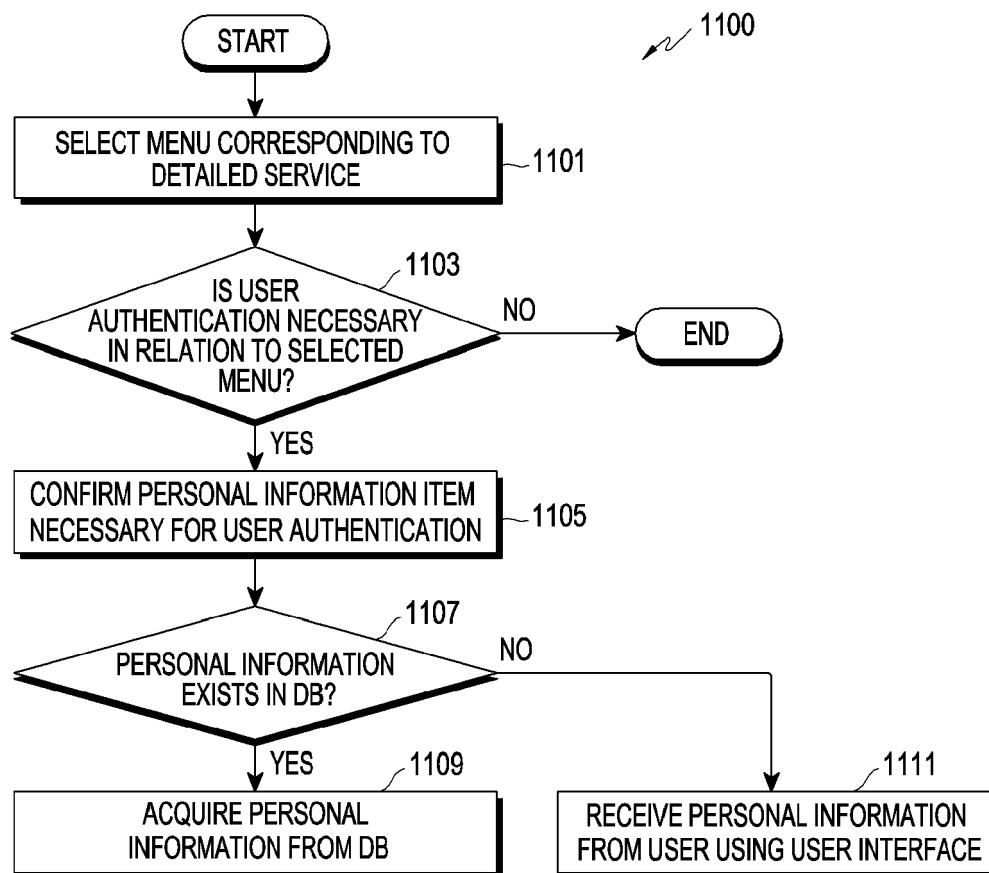 START
1100
SELECT MENU CORRESPONDING TO
DETAILED SERVICE
1101
1103
IS USER
AUTHENTICATION NECESSARY
IN RELATION TO SELECTED
MENU?
NO
END
YES
CONFIRM PERSONAL INFORMATION ITEM
NECESSARY FOR USER AUTHENTICATION
1105
1107
PERSONAL INFORMATION
EXISTS IN DB?
NO
YES
1109
ACQUIRE PERSONAL
INFORMATION FROM DB
1111
RECEIVE PERSONAL INFORMATION
FROM USER USING USER INTERFACE